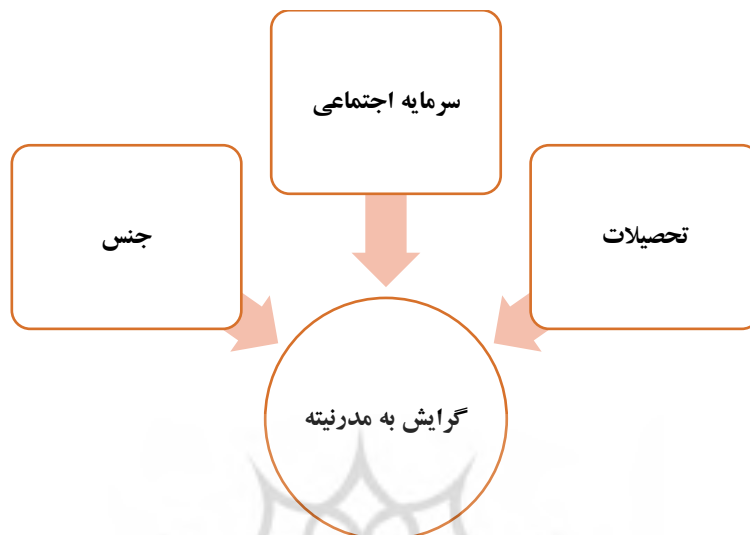 سرمایه اجتماعی
تحصیلات
جنس
گرایش به مدرنیته